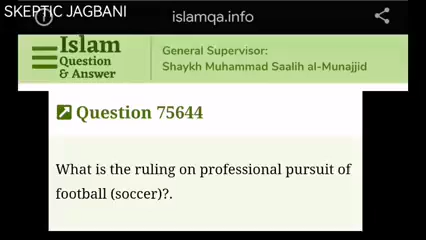 SKEPTIC JAGBANI
islamqa.info
Islam
Question
& Answer
General Supervisor:
Shaykh Muhammad Saalih al-Munajjid
Question 75644
What is the ruling on professional pursuit of
football (soccer)?.